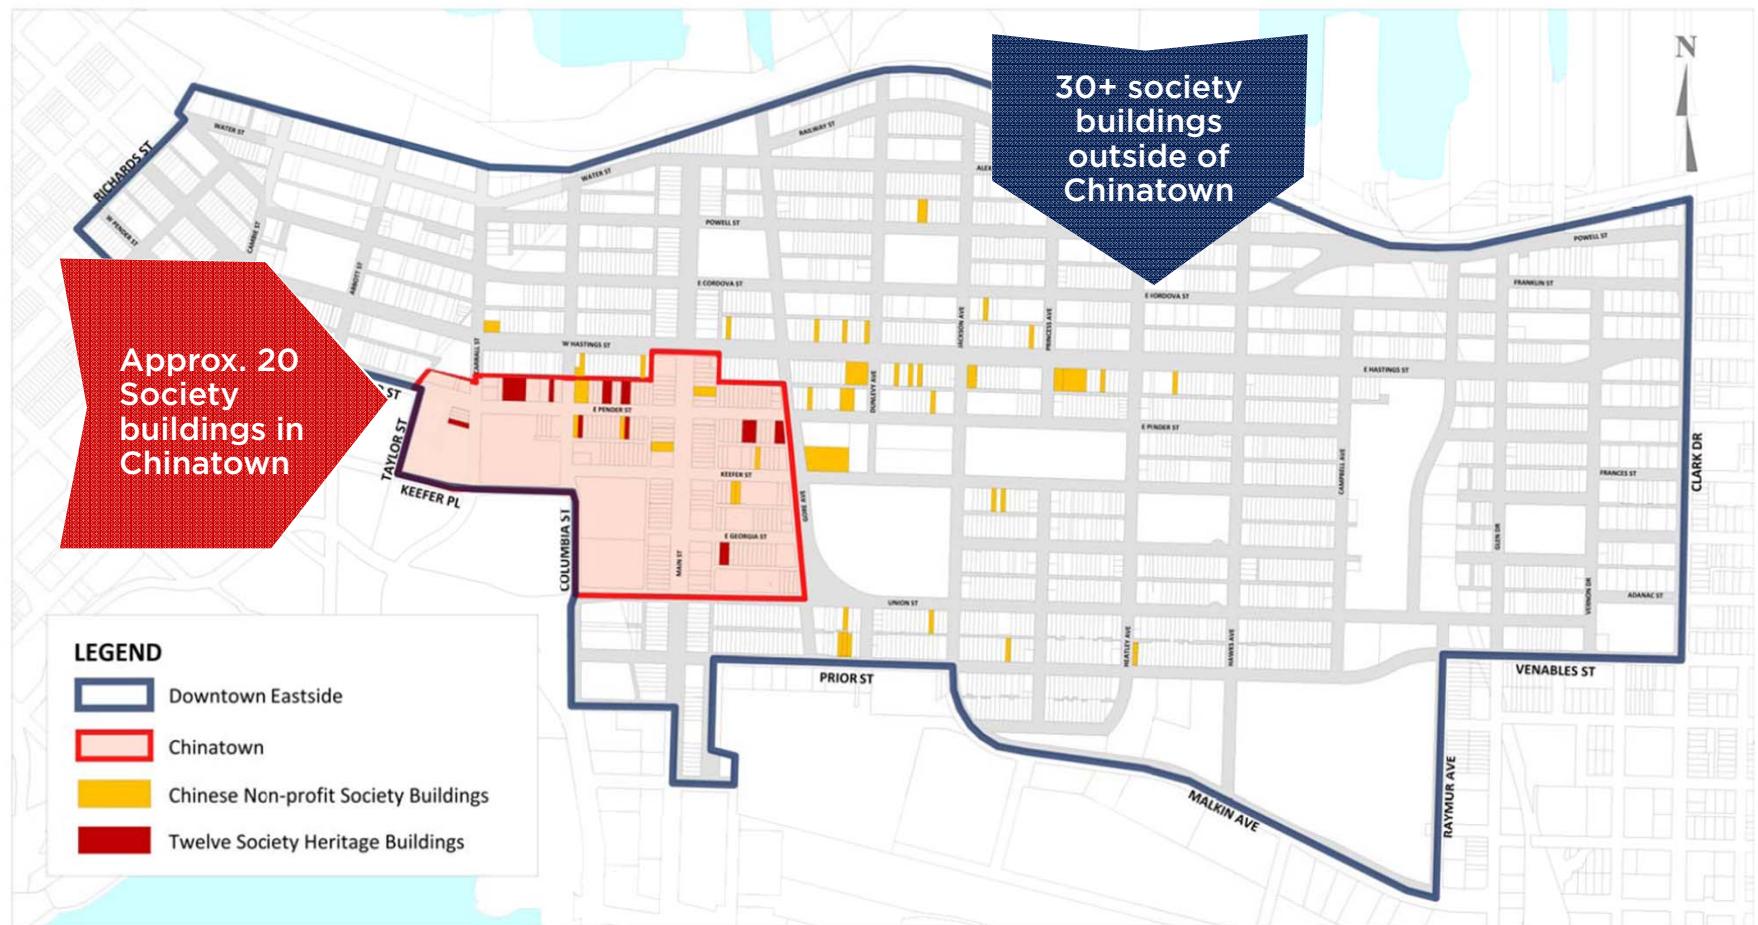 30+ society
buildings
outside of
Chinatown
N
WATER ST
RICHARDS ST
W PENDER ST
CAMBIE ST
ABBOTT ST
WATER ST
RAILWAY ST
ALEX
POWELL ST
POWELL ST
E CORDOVA ST
FRANKLIN ST
CARRALL ST
W HASTINGS ST
JACKSON AVE
PRINCESS AVE
E HASTINGS ST
Approx. 20
Society
buildings in
Chinatown
ST
TAYLOR ST
KEEFER PL
E PENDER ST
DUNLEVY AVE
KEEFER ST
GORE AVE
CAMPBELL AVE
FRANCES ST
CLARK DR
COLUMBIA ST
MAIN ST
E GEORGIA ST
GLEN DR
VERNON DR
ADANAC ST
UNION ST
HEATLEY AVE
HAWKS AVE
PRIOR ST
VENABLES ST
MALKIN AVE
RAYMUR AVE
LEGEND
Downtown Eastside
Chinatown
Chinese Non-profit Society Buildings
Twelve Society Heritage Buildings